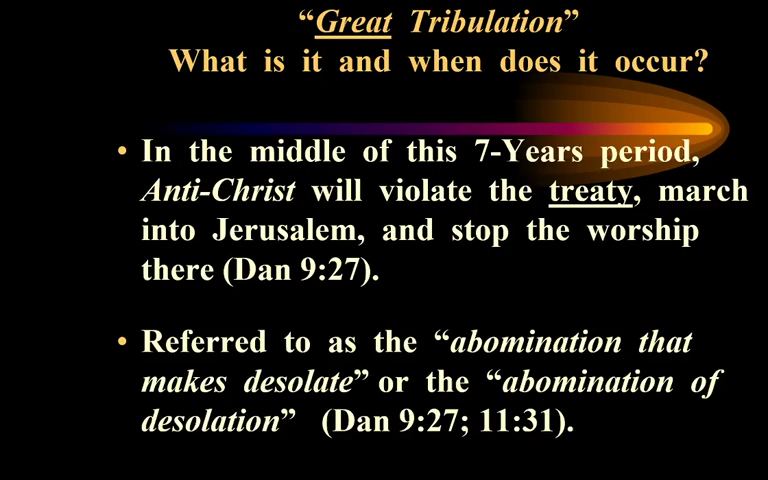 “Great Tribulation”
What is it and when does it occur?
• In the middle of this 7-Years period,
Anti-Christ will violate the treaty, march
into Jerusalem, and stop the worship
there (Dan 9:27).
• Referred to as the “abomination that
makes desolate” or the “abomination of
desolation” (Dan 9:27; 11:31).